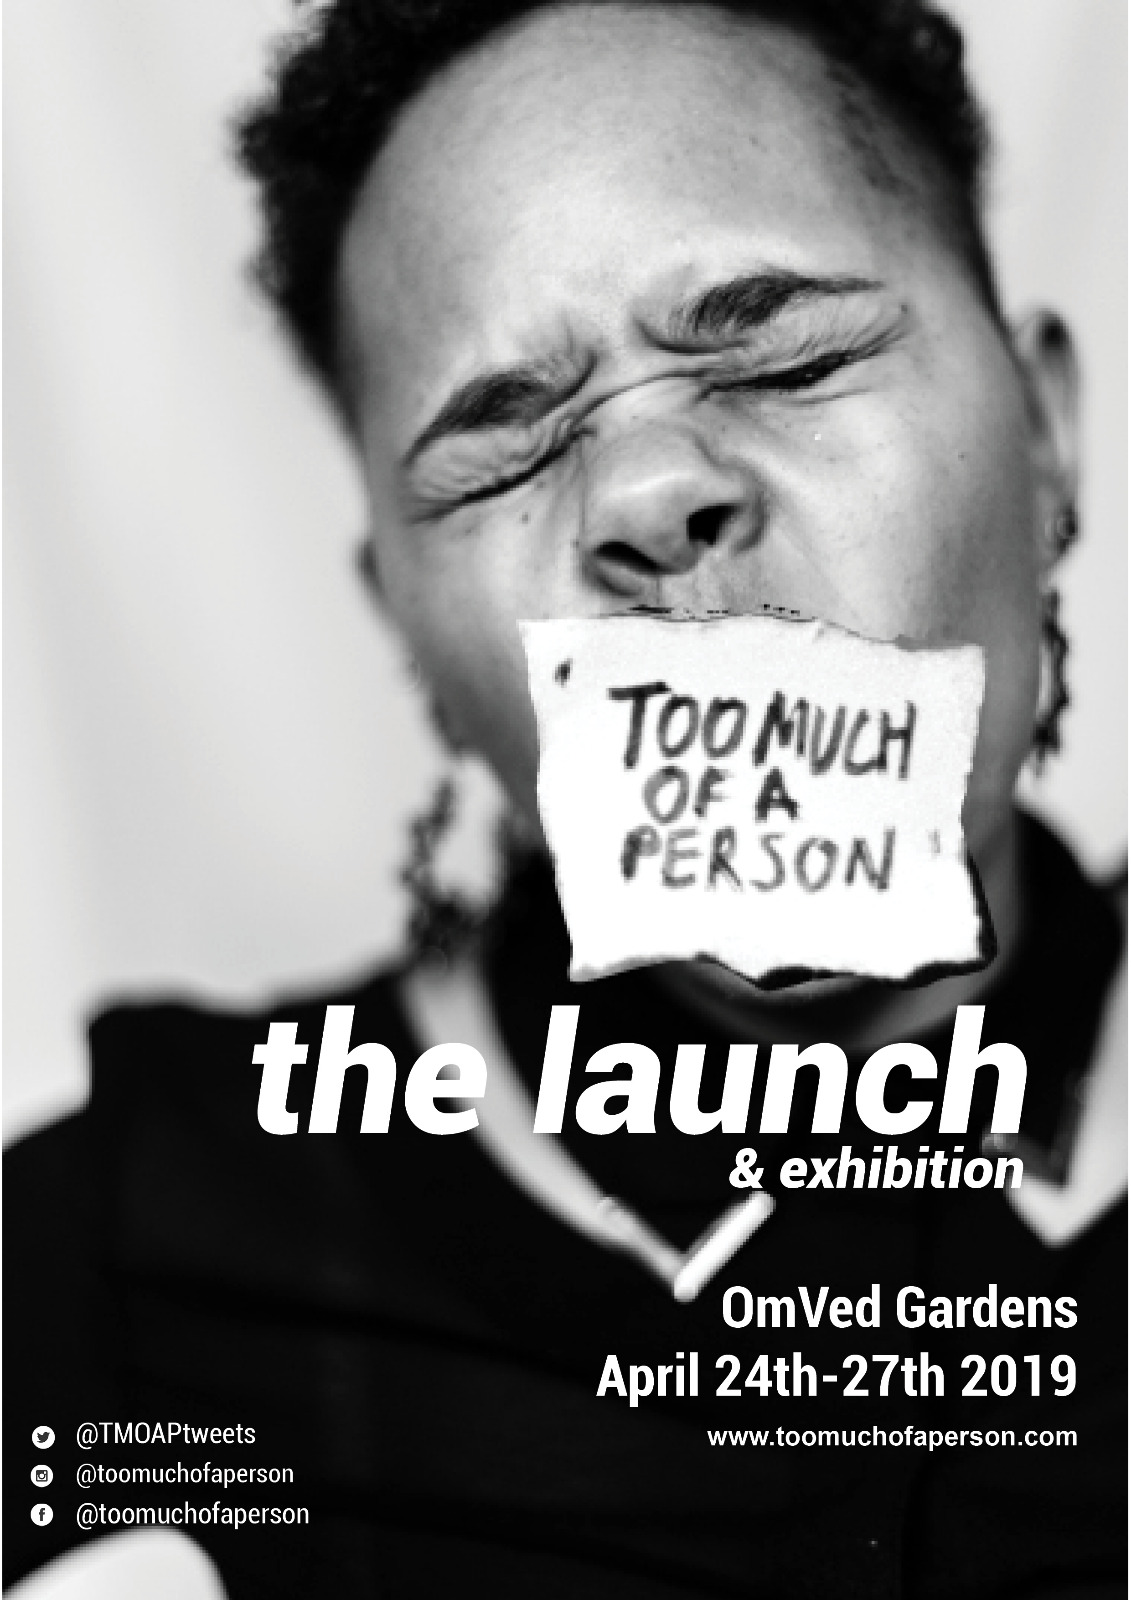 TOO MUCH
OF A
PERSON
the launch
& exhibition
OmVed Gardens
April 24th-27th 2019
www.toomuchofaperson.com
@TMOAPtweets
@toomuchofaperson
@toomuchofaperson